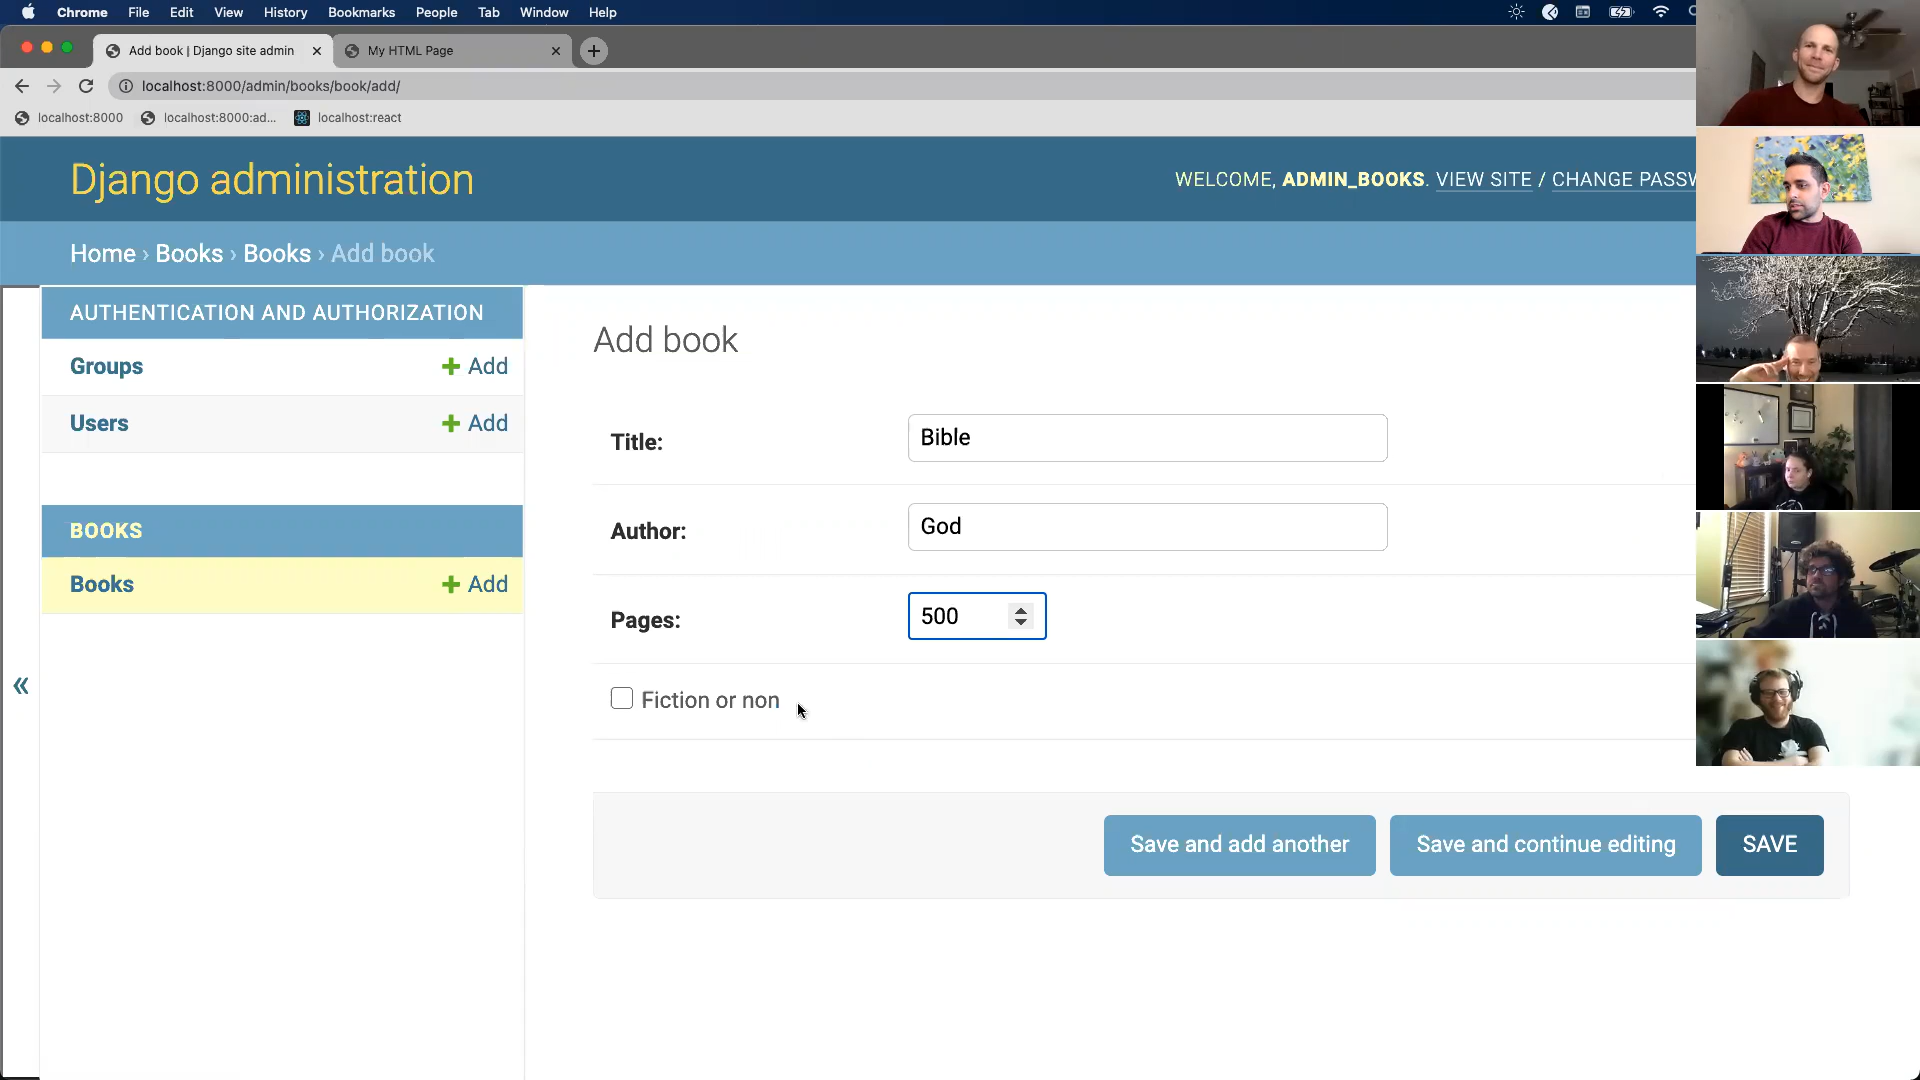 Chrome File Edit View History Bookmarks People Tab Window Help
Add book | Django site admin
My HTML Page
localhost:8000/admin/books/book/add/
localhost:8000
localhost:8000:ad...
localhost:react
Django administration
WELCOME, ADMIN_BOOKS. VIEW SITE / CHANGE PASSW
Home › Books › Books › Add book
AUTHENTICATION AND AUTHORIZATION
Groups
Add
Users
Add
BOOKS
Books
Add
«
Add book
Title:
Bible
Author:
God
Pages:
500
Fiction or non
Save and add another
Save and continue editing
SAVE